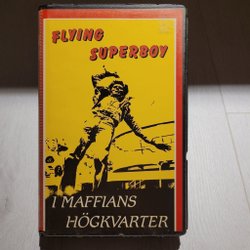 FLYING
SUPERBOY
I MAFFIANS
HÖGKVARTER